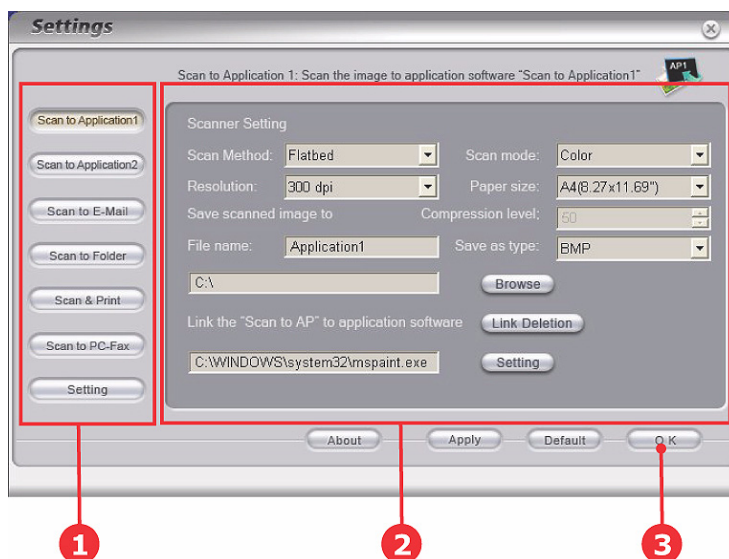 Settings
Scan to Application 1: Scan the image to application software "Scan to Application1"
AP1
Scan to Application1
Scan to Application2
Scan to E-Mail
Scan to Folder
Scan & Print
Scan to PC-Fax
Setting
Scanner Setting
Scan Method: Flatbed Scan mode: Color
Resolution: 300 dpi Paper size: A4(8.27x11.69")
Save scanned image to Compression level; 50
File name: Application1 Save as type: BMP
C:\ Browse
Link the "Scan to AP" to application software Link Deletion
C:\WINDOWS\system32\mspaint.exe Setting
About Apply Default OK
1 2 3